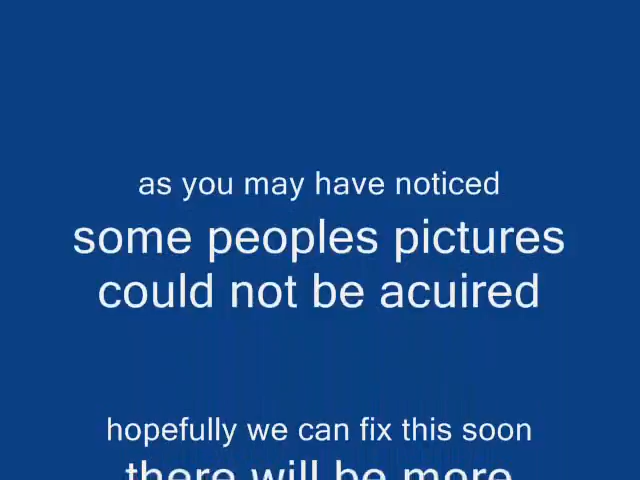 as you may have noticed
some peoples pictures
could not be acuired
hopefully we can fix this soon
there will be more